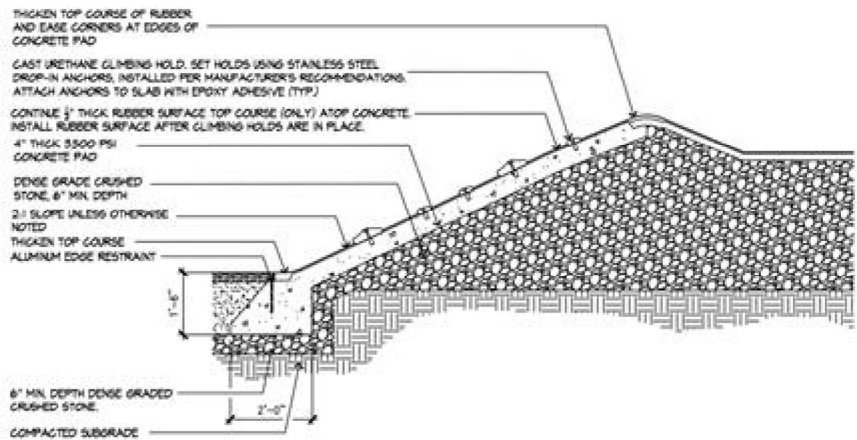 THICKEN TOP COURSE OF RUBBER
AND EASE CORNERS AT EDGES OF
CONCRETE PAD
CAST URETHANE CLIMBING HOLD. SET HOLDS USING STAINLESS STEEL
DROP-IN ANCHORS, INSTALLED PER MANUFACTURER'S RECOMMENDATIONS.
ATTACH ANCHORS TO SLAB WITH EPOXY ADHESIVE (TYP.)
CONTINUE ½" THICK RUBBER SURFACE TOP COURSE (ONLY) ATOP CONCRETE.
INSTALL RUBBER SURFACE AFTER CLIMBING HOLDS ARE IN PLACE.
4" THICK 3500 PSI
CONCRETE PAD
DENSE GRADE CRUSHED
STONE, 6" MIN. DEPTH
2:1 SLOPE UNLESS OTHERWISE
NOTED
THICKEN TOP COURSE
ALUMINUM EDGE RESTRAINT
1'-6"
6" MIN. DEPTH DENSE GRADED
CRUSHED STONE.
2'-0"
COMPACTED SUBGRADE